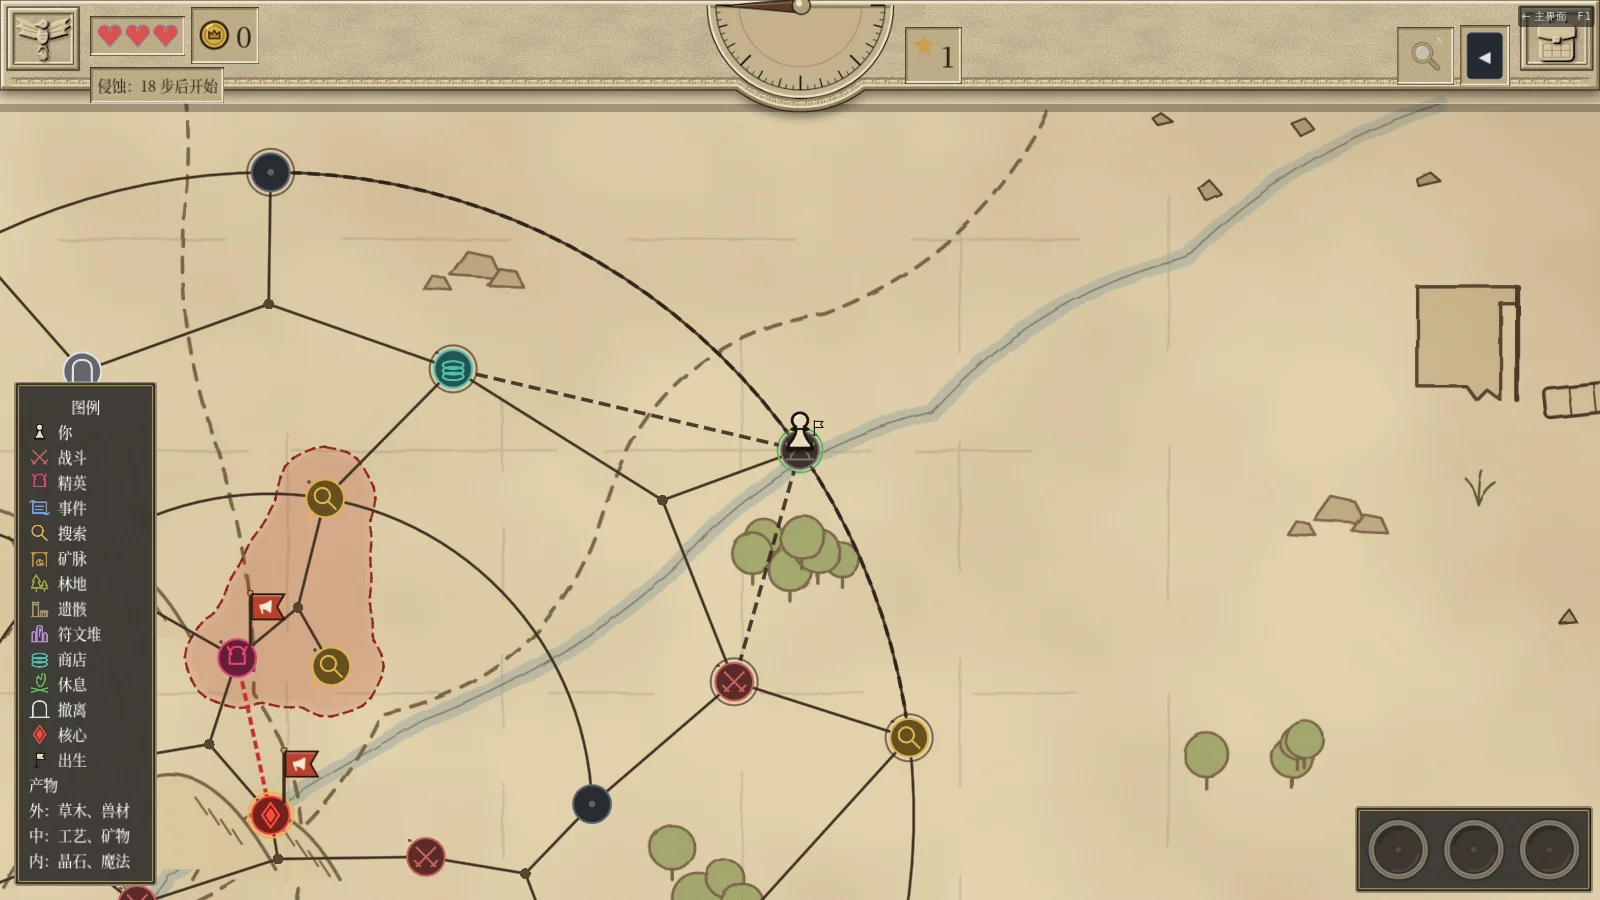 0
1
← 主界面 F1
侵蚀：18 步后开始
图例
你
战斗
精英
事件
搜索
矿脉
林地
遗骸
符文堆
商店
休息
撤离
核心
出生
产物
外：草木、兽材
中：工艺、矿物
内：晶石、魔法